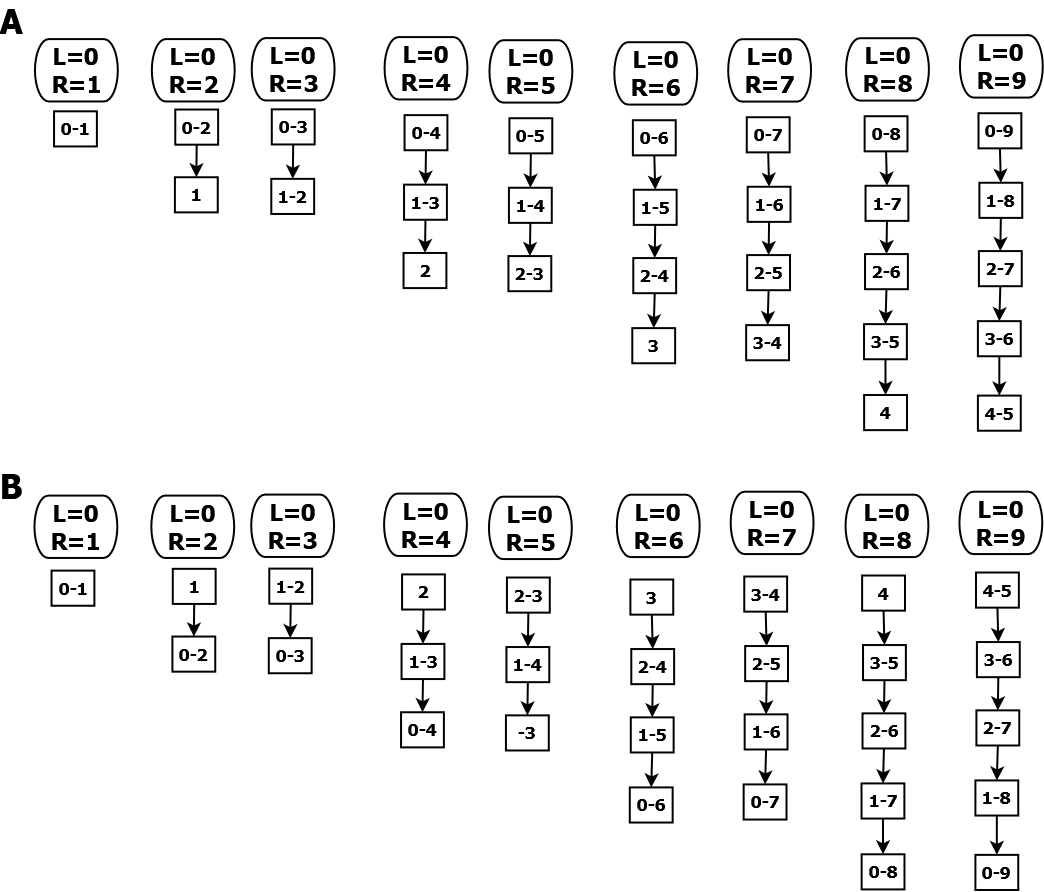 A
L=0
R=1
0-1
L=0
R=2
0-2
1
L=0
R=3
0-3
1-2
L=0
R=4
0-4
1-3
2
L=0
R=5
0-5
1-4
2-3
L=0
R=6
0-6
1-5
2-4
3
L=0
R=7
0-7
1-6
2-5
3-4
L=0
R=8
0-8
1-7
2-6
3-5
4
L=0
R=9
0-9
1-8
2-7
3-6
4-5
B
L=0
R=1
0-1
L=0
R=2
1
0-2
L=0
R=3
1-2
0-3
L=0
R=4
2
1-3
0-4
L=0
R=5
2-3
1-4
-3
L=0
R=6
3
2-4
1-5
0-6
L=0
R=7
3-4
2-5
1-6
0-7
L=0
R=8
4
3-5
2-6
1-7
0-8
L=0
R=9
4-5
3-6
2-7
1-8
0-9